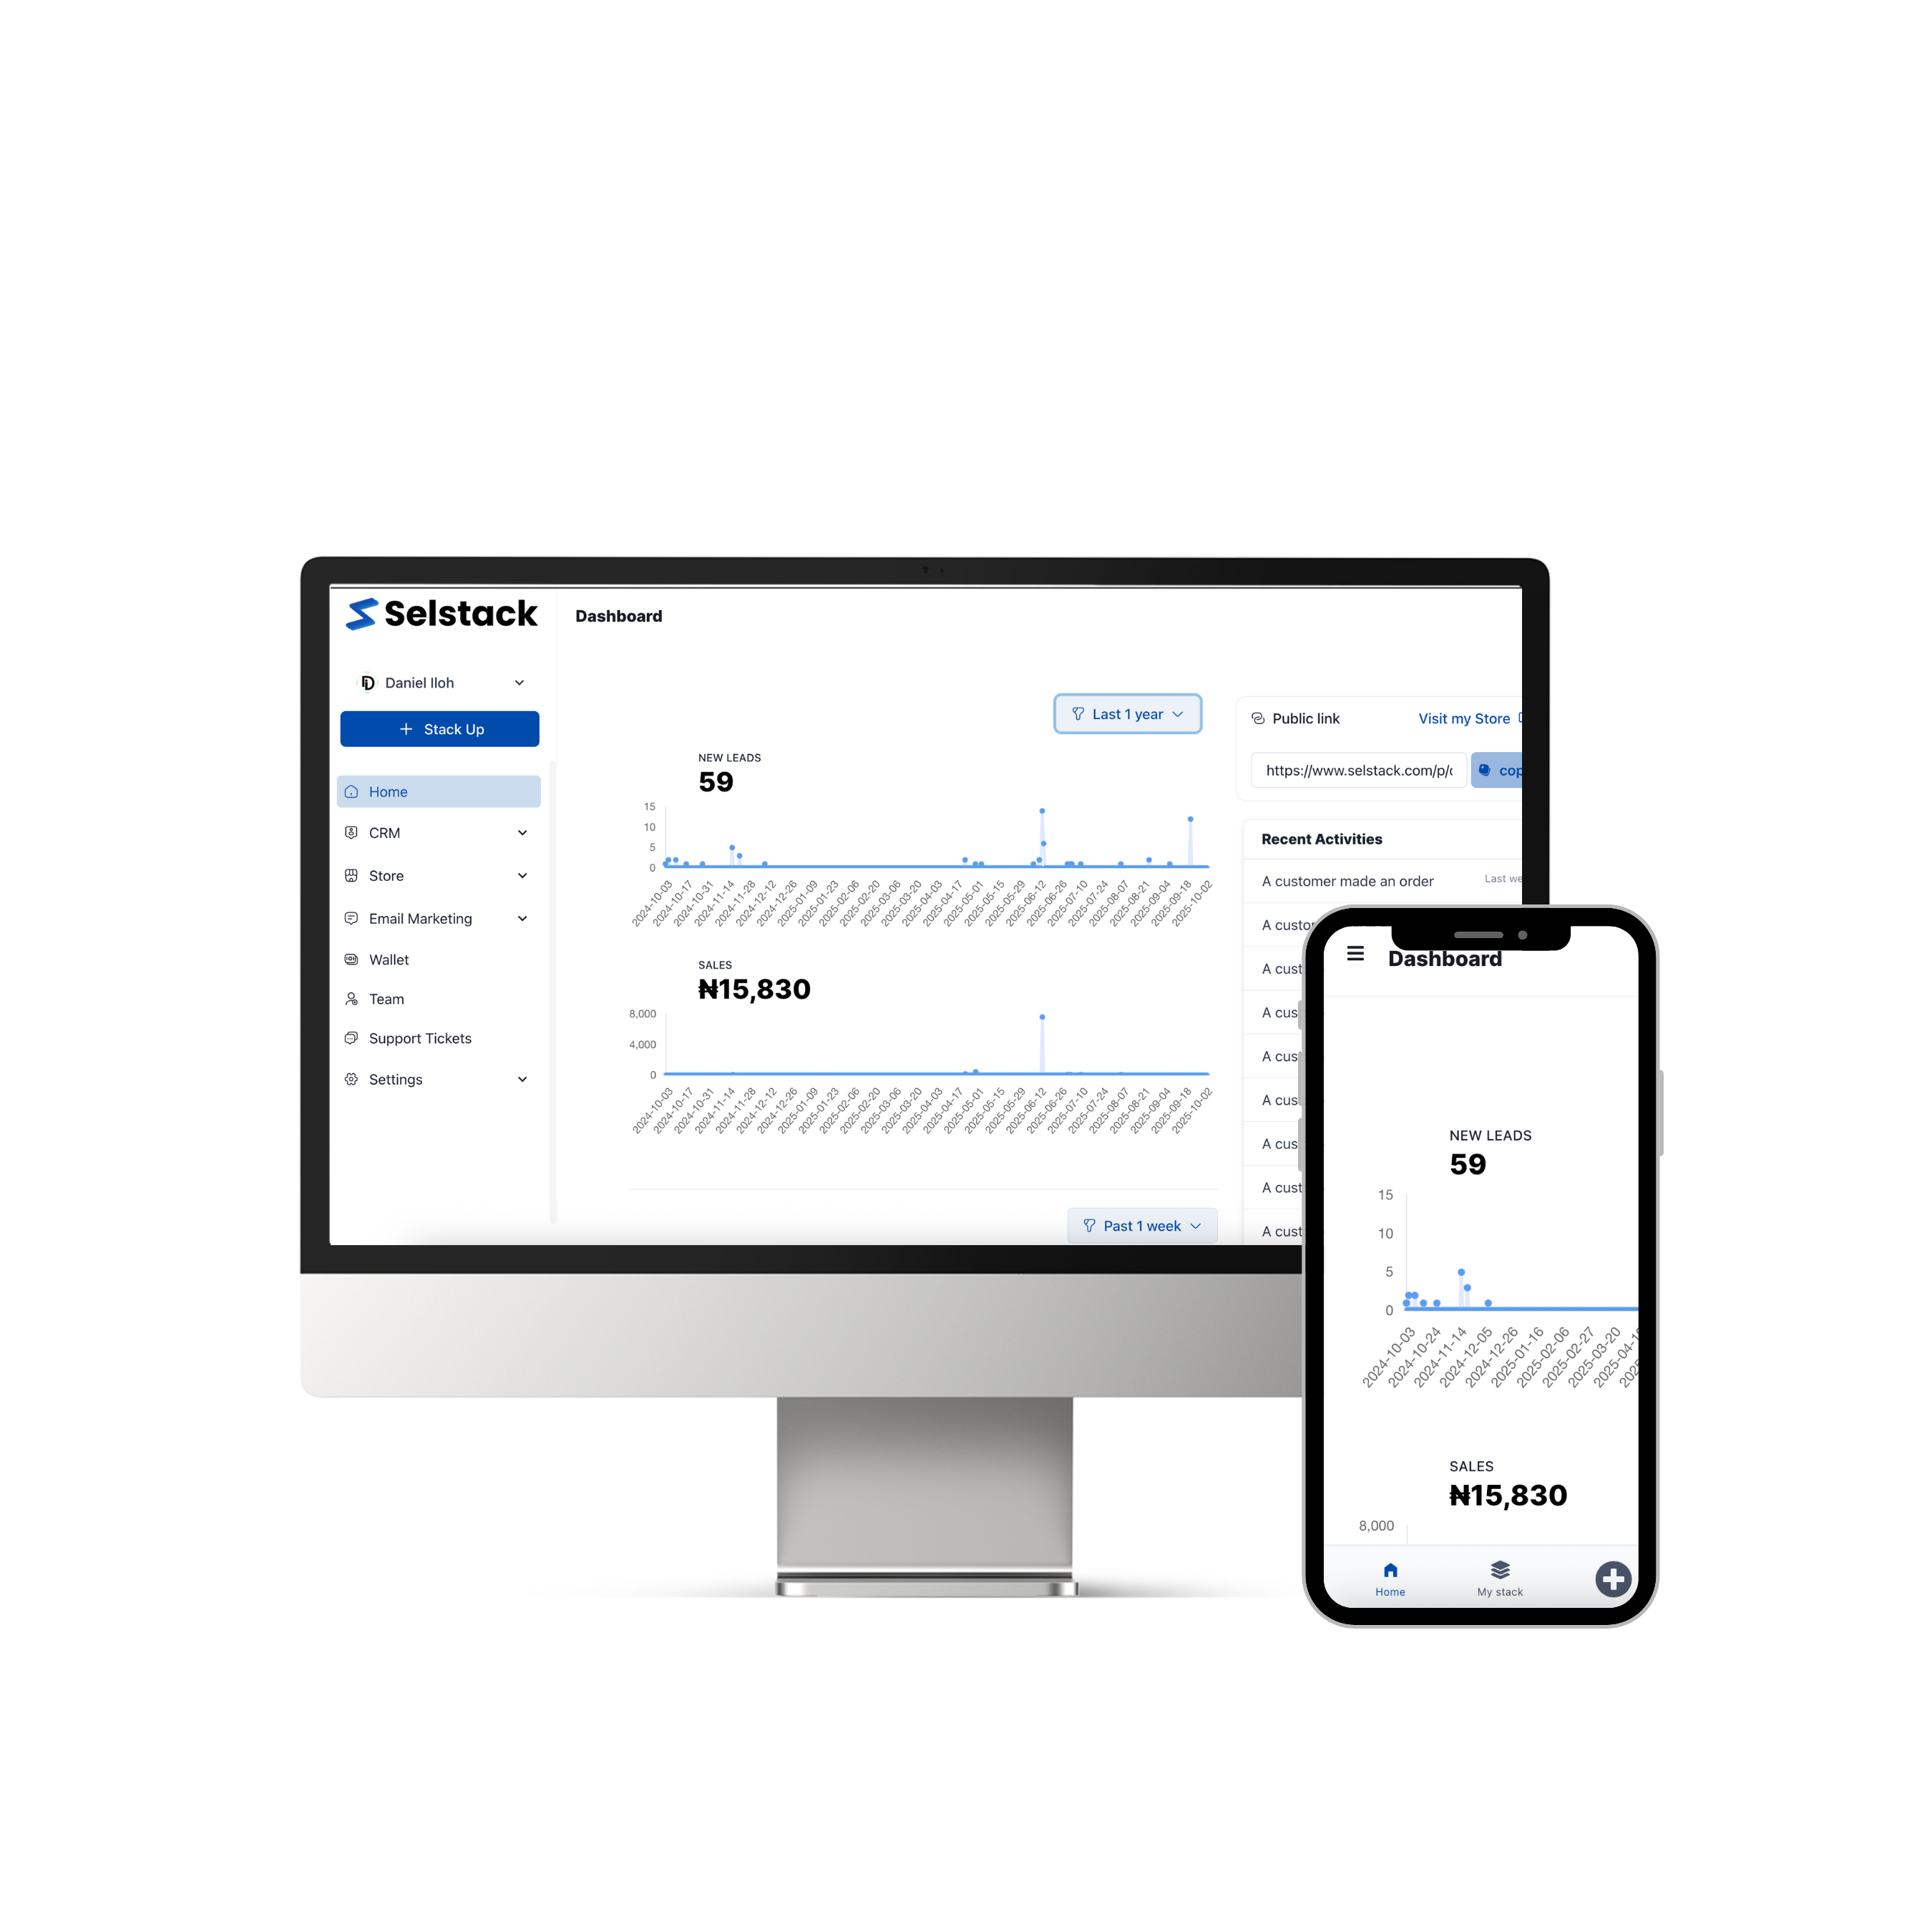 Selstack
Dashboard
Daniel Iloh
Stack Up
Home
CRM
Store
Email Marketing
Wallet
Team
Support Tickets
Settings
Last 1 year
NEW LEADS
59
15
10
5
0
2024-10-03
2024-10-17
2024-10-31
2024-11-14
2024-11-28
2024-12-12
2024-12-26
2025-01-09
2025-01-23
2025-02-06
2025-02-20
2025-03-06
2025-03-20
2025-04-03
2025-04-17
2025-05-01
2025-05-15
2025-05-29
2025-06-12
2025-06-26
2025-07-10
2025-07-24
2025-08-07
2025-08-21
2025-09-04
2025-09-18
2025-10-02
SALES
₦15,830
8,000
4,000
0
2024-10-03
2024-10-17
2024-10-31
2024-11-14
2024-11-28
2024-12-12
2024-12-26
2025-01-09
2025-01-23
2025-02-06
2025-02-20
2025-03-06
2025-03-20
2025-04-03
2025-04-17
2025-05-01
2025-05-15
2025-05-29
2025-06-12
2025-06-26
2025-07-10
2025-07-24
2025-08-07
2025-08-21
2025-09-04
2025-09-18
2025-10-02
Past 1 week
Public link
Visit my Store
https://www.selstack.com/p/
cop
Recent Activities
A customer made an order
Last we
A custo
A cust
A cus
A cus
A cus
A cus
A cust
A cust
Dashboard
NEW LEADS
59
15
10
5
0
2024-10-03
2024-10-24
2024-11-14
2024-12-05
2024-12-26
2025-01-16
2025-02-06
2025-02-27
2025-03-20
2025-04-1
2025
SALES
₦15,830
8,000
Home
My stack